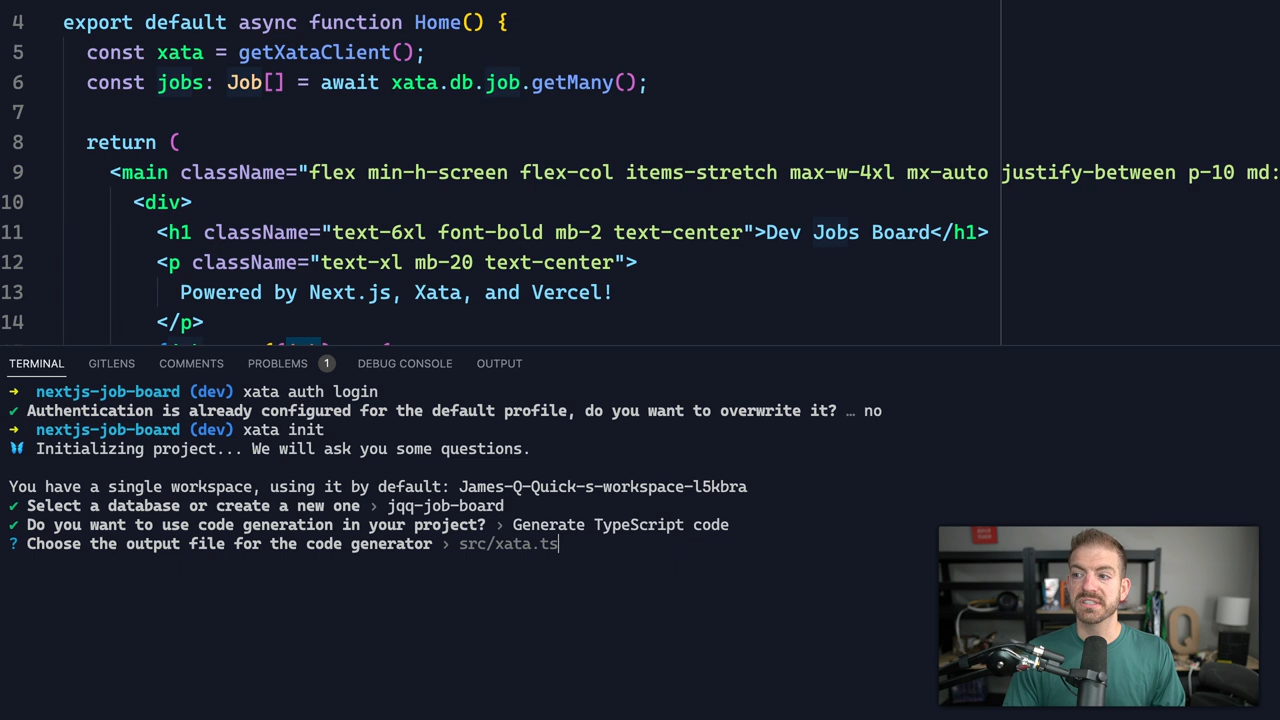 4 export default async function Home() {
5 const xata = getXataClient();
6 const jobs: Job[] = await xata.db.job.getMany();
7
8 return (
9 <main className="flex min-h-screen flex-col items-stretch max-w-4xl mx-auto justify-between p-10 md:
10 <div>
11 <h1 className="text-6xl font-bold mb-2 text-center">Dev Jobs Board</h1>
12 <p className="text-xl mb-20 text-center">
13 Powered by Next.js, Xata, and Vercel!
14 </p>
TERMINAL GITLENS COMMENTS PROBLEMS 1 DEBUG CONSOLE OUTPUT
→ nextjs-job-board (dev) xata auth login
✔ Authentication is already configured for the default profile, do you want to overwrite it? … no
→ nextjs-job-board (dev) xata init
🦋 Initializing project... We will ask you some questions.
You have a single workspace, using it by default: James-Q-Quick-s-workspace-l5kbra
✔ Select a database or create a new one › jqq-job-board
✔ Do you want to use code generation in your project? › Generate TypeScript code
? Choose the output file for the code generator › src/xata.ts